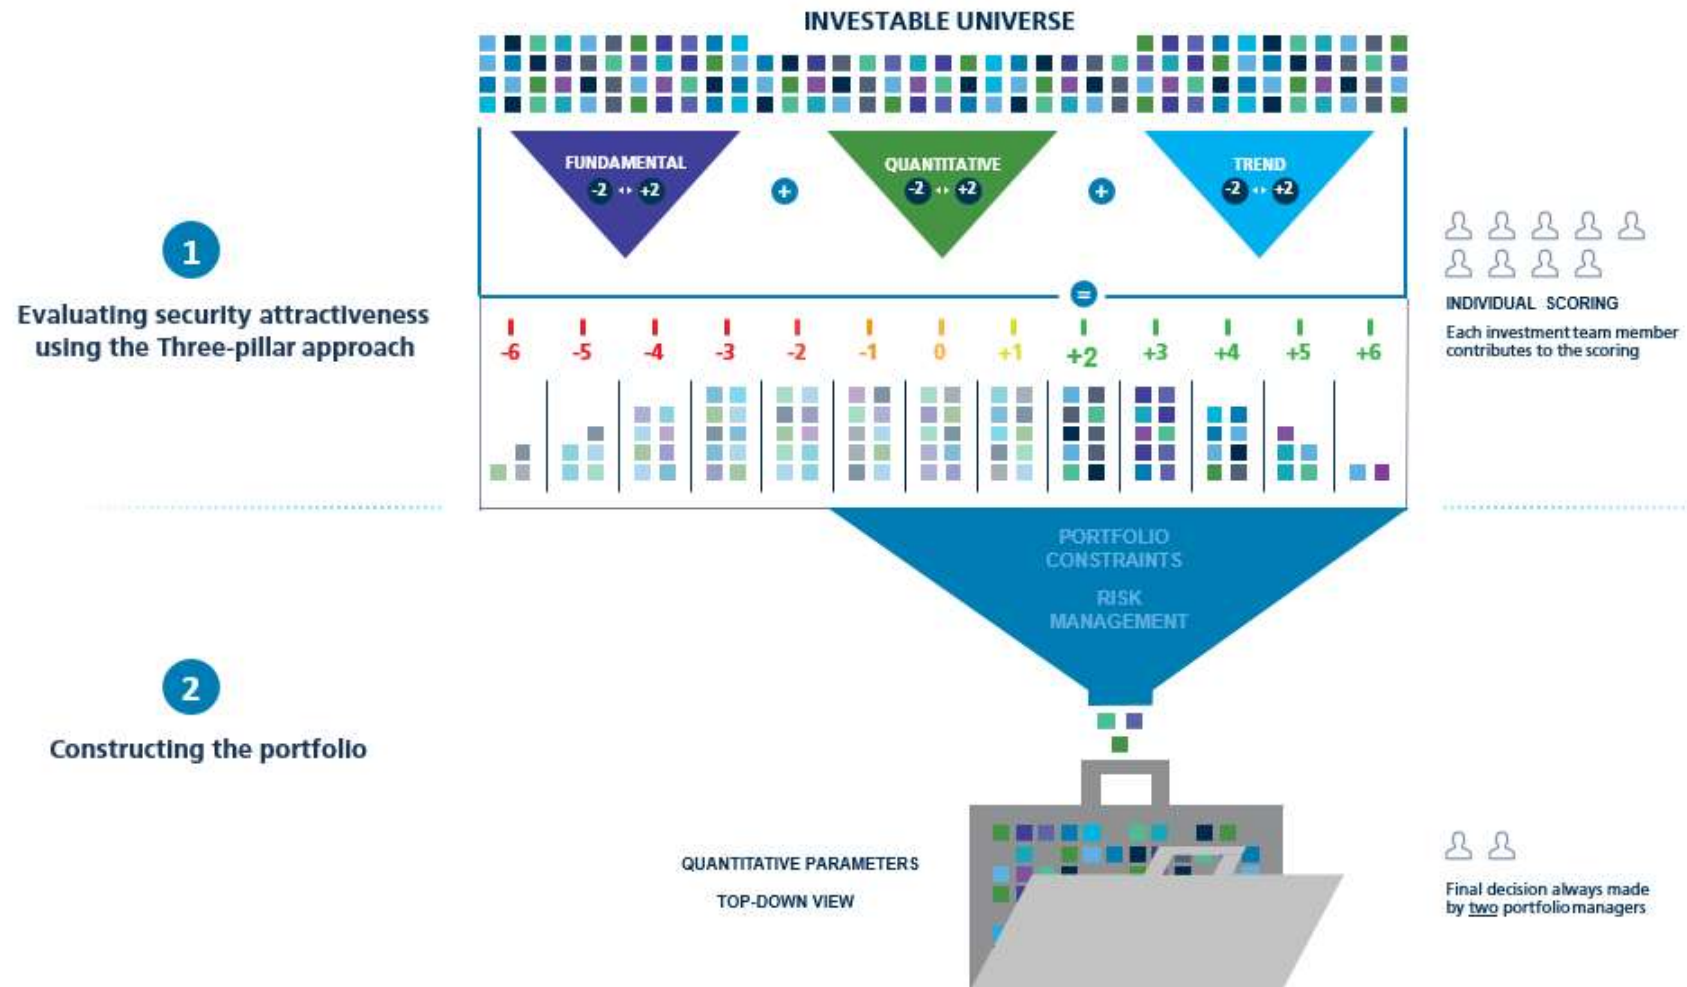 INVESTABLE UNIVERSE
FUNDAMENTAL
-2 +2
+
QUANTITATIVE
-2 +2
+
TREND
-2 +2
=
1
Evaluating security attractiveness
using the Three-pillar approach
-6 -5 -4 -3 -2 -1 0 +1 +2 +3 +4 +5 +6
INDIVIDUAL SCORING
Each investment team member
contributes to the scoring
PORTFOLIO
CONSTRAINTS
RISK
MANAGEMENT
2
Constructing the portfolio
QUANTITATIVE PARAMETERS
TOP-DOWN VIEW
Final decision always made
by two portfolio managers